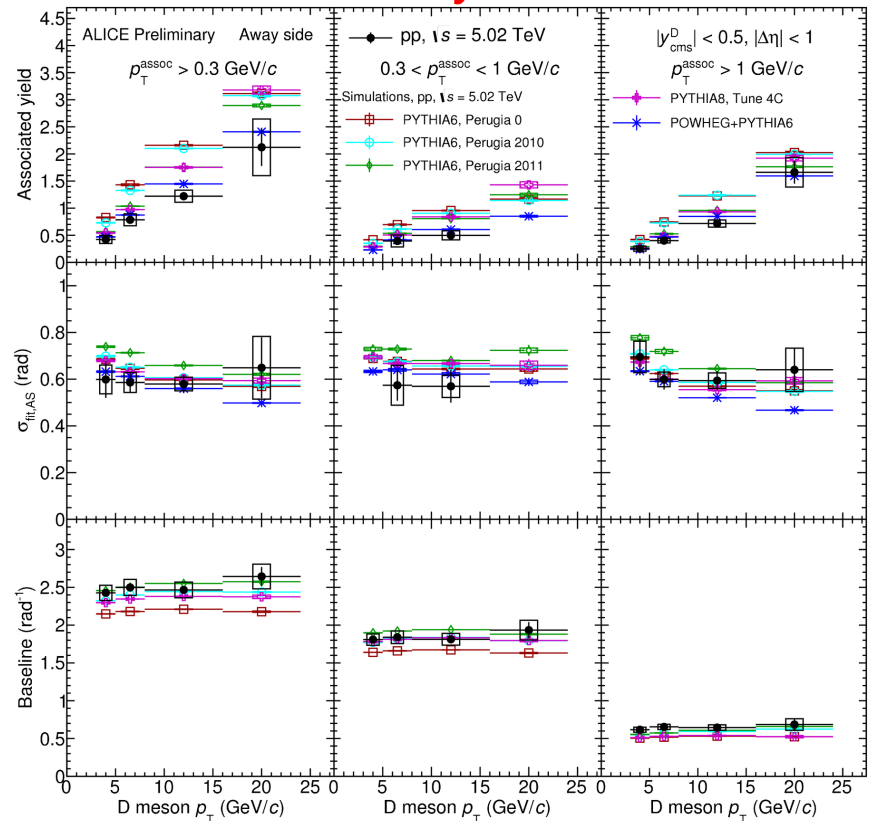 ALICE Preliminary Away side
p_T^assoc > 0.3 GeV/c
pp, √s = 5.02 TeV
0.3 < p_T^assoc < 1 GeV/c
Simulations, pp, √s = 5.02 TeV
PYTHIA6, Perugia 0
PYTHIA6, Perugia 2010
PYTHIA6, Perugia 2011
|y^D_cms| < 0.5, |Δη| < 1
p_T^assoc > 1 GeV/c
PYTHIA8, Tune 4C
POWHEG+PYTHIA6
Associated yield
4.5
4
3.5
3
2.5
2
1.5
1
0.5
0
σ_fit,AS (rad)
1
0.8
0.6
0.4
0.2
0
Baseline (rad⁻¹)
3
2.5
2
1.5
1
0.5
0
0 5 10 15 20 25 0 5 10 15 20 25 0 5 10 15 20 25
D meson p_T (GeV/c) D meson p_T (GeV/c) D meson p_T (GeV/c)